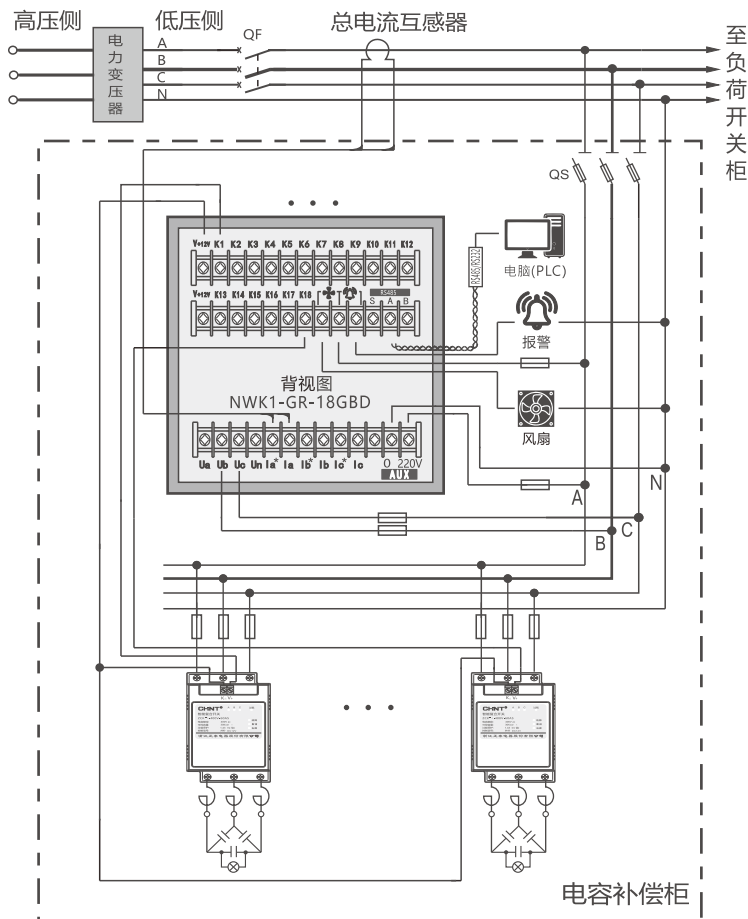 高压侧
低压侧
总电流互感器
电力变压器
A
B
C
N
QF
至负荷开关柜
QS
V+12V K1 K2 K3 K4 K5 K6 K7 K8 K9 K10 K11 K12
V+12V K13 K14 K15 K16 K17 K18
RS485
S A B
RS485/RS232
电脑(PLC)
报警
背视图
NWK1-GR-18GBD
风扇
Ua Ub Uc Un Ia* Ia Ib* Ib Ic* Ic O 220V
AUX
A
N
B
C
CHNT
CHNT
电容补偿柜